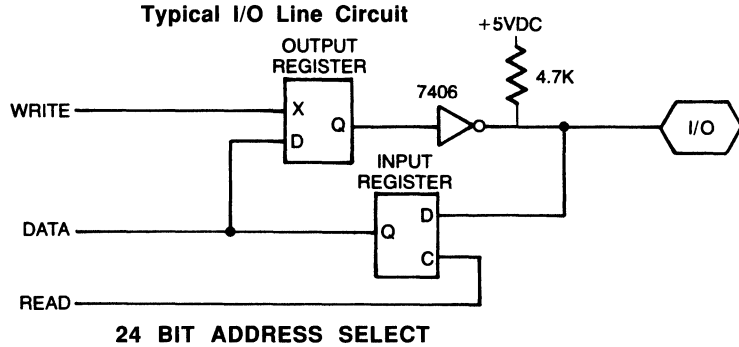 Typical I/O Line Circuit
+5VDC
OUTPUT
REGISTER
4.7K
7406
WRITE
X
Q
D
I/O
INPUT
REGISTER
D
DATA
Q
C
READ
24 BIT ADDRESS SELECT